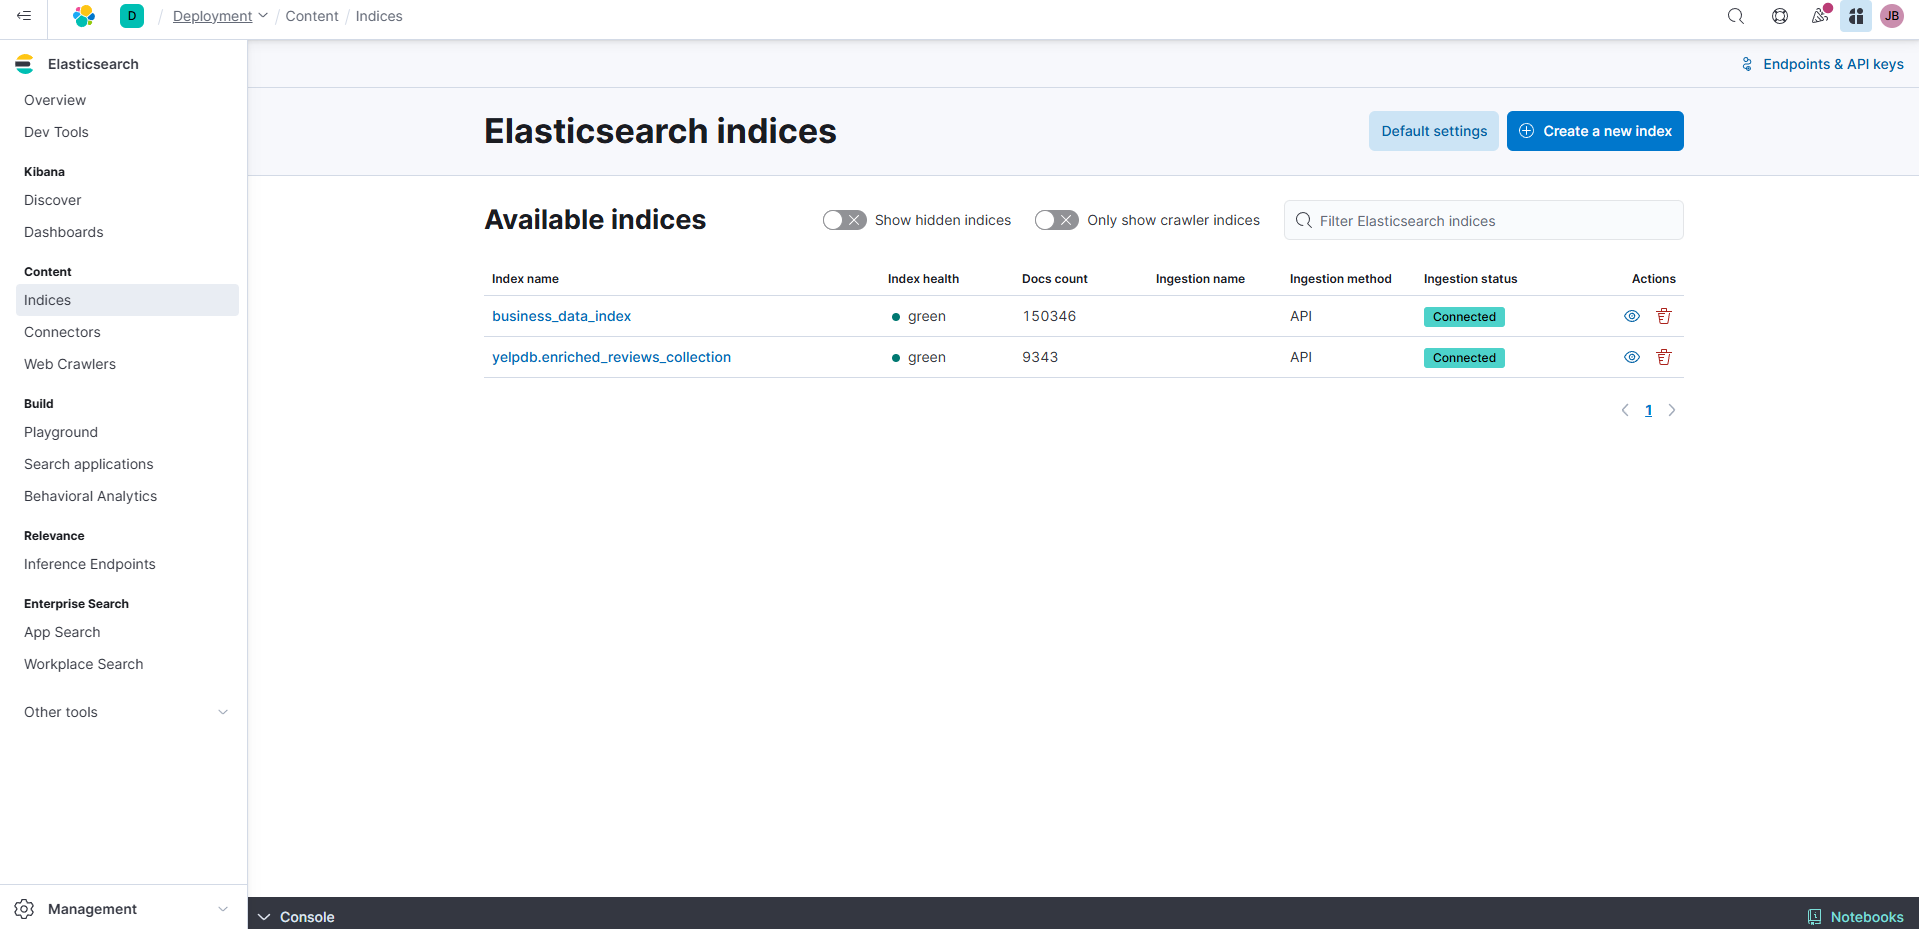 D / Deployment / Content / Indices
JB
Elasticsearch
Endpoints & API keys
Overview
Dev Tools
Kibana
Discover
Dashboards
Content
Indices
Connectors
Web Crawlers
Build
Playground
Search applications
Behavioral Analytics
Relevance
Inference Endpoints
Enterprise Search
App Search
Workplace Search
Other tools
Management
Elasticsearch indices
Default settings
Create a new index
Available indices
Show hidden indices
Only show crawler indices
Filter Elasticsearch indices
Index name Index health Docs count Ingestion name Ingestion method Ingestion status Actions
business_data_index green 150346 API Connected
yelpdb.enriched_reviews_collection green 9343 API Connected
1
Console
Notebooks